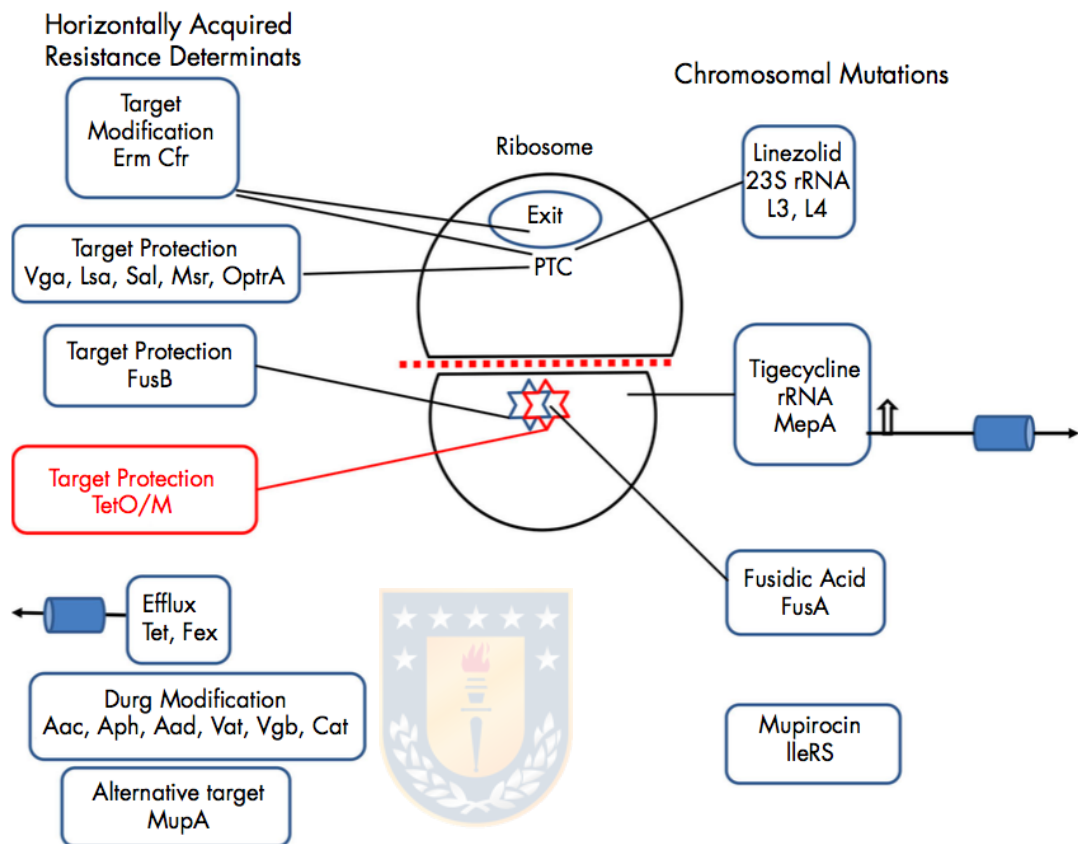 Horizontally Acquired
Resistance Determinats
Target
Modification
Erm Cfr
Target Protection
Vga, Lsa, Sal, Msr, OptrA
Target Protection
FusB
Target Protection
TetO/M
Efflux
Tet, Fex
Durg Modification
Aac, Aph, Aad, Vat, Vgb, Cat
Alternative target
MupA
Ribosome
Exit
PTC
Chromosomal Mutations
Linezolid
23S rRNA
L3, L4
Tigecycline
rRNA
MepA
Fusidic Acid
FusA
Mupirocin
IleRS